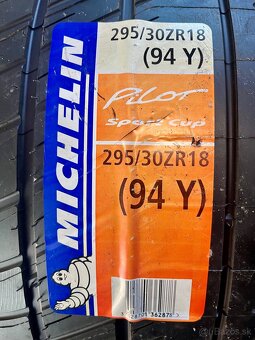 295/30ZR18
(94 Y)
MICHELIN
PILOT
Sport Cup
295/30ZR18
(94 Y)